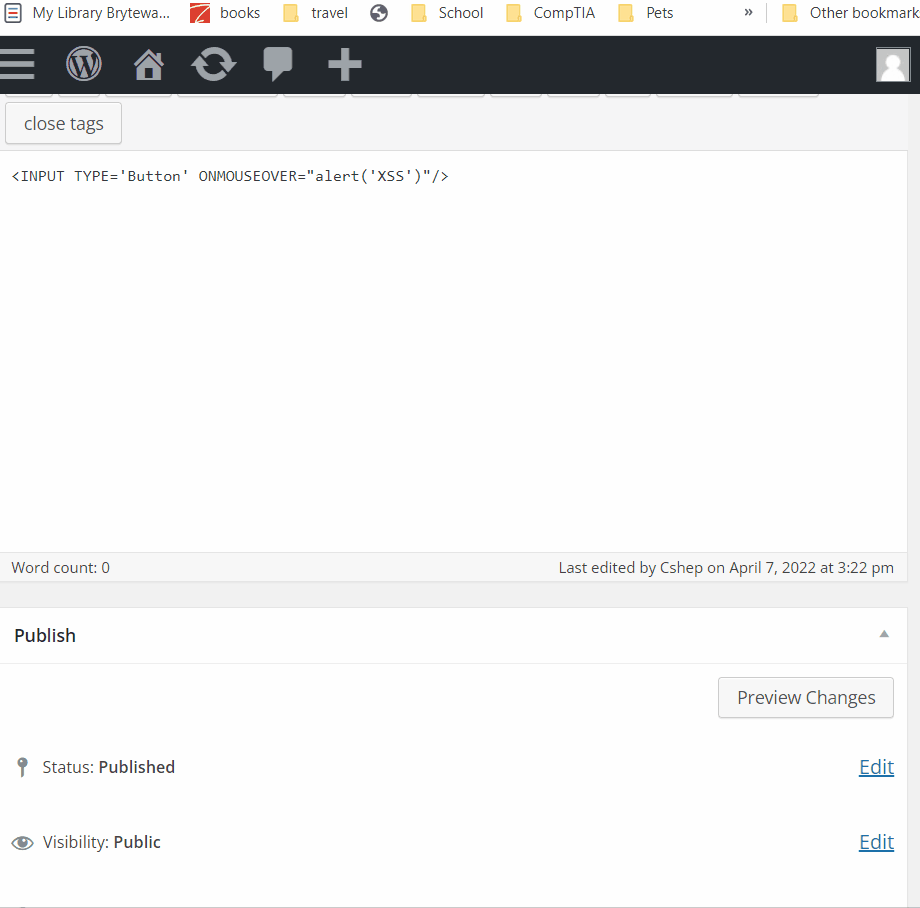 My Library Brytewa... books travel School CompTIA Pets » Other bookmark
close tags
<INPUT TYPE='Button' ONMOUSEOVER="alert('XSS')"/>
Word count: 0 Last edited by Cshep on April 7, 2022 at 3:22 pm
Publish
Preview Changes
Status: Published Edit
Visibility: Public Edit